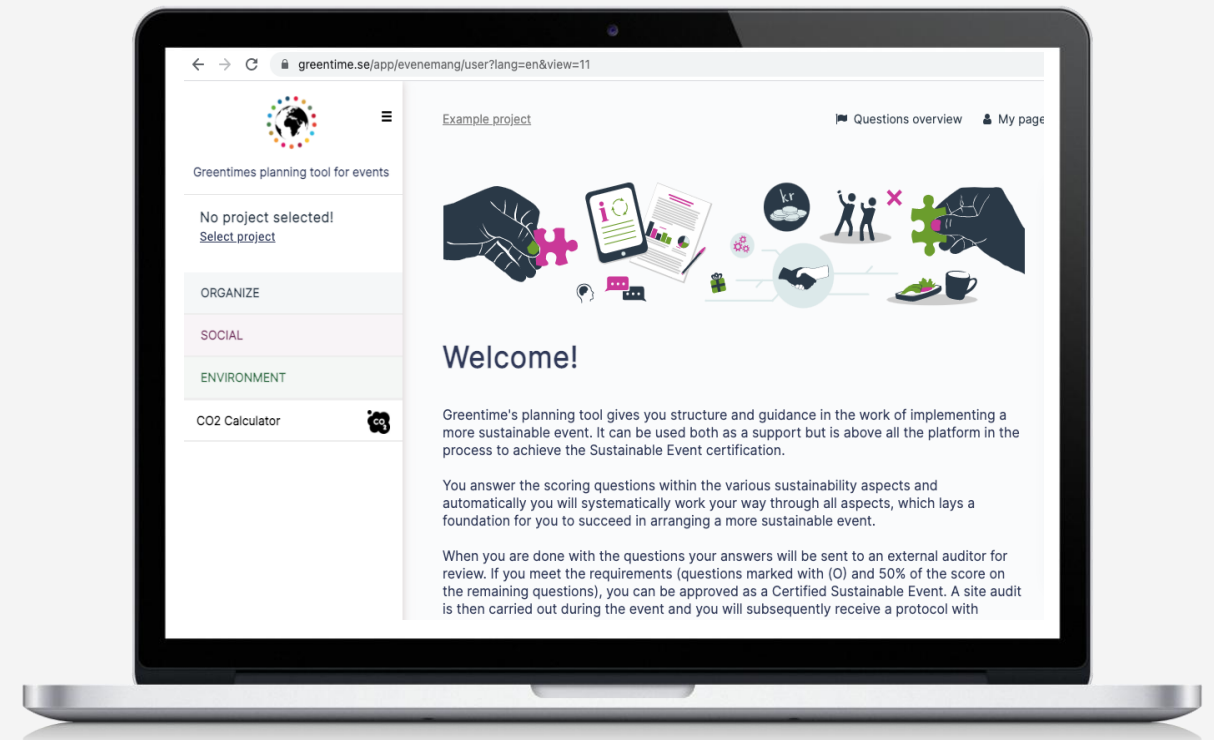 greentime.se/app/evenemang/user?lang=en&view=11
Greentimes planning tool for events
No project selected!
Select project
ORGANIZE
SOCIAL
ENVIRONMENT
CO2 Calculator
CO2
Example project
Questions overview
My page
i
kr
Welcome!
Greentime's planning tool gives you structure and guidance in the work of implementing a
more sustainable event. It can be used both as a support but is above all the platform in the
process to achieve the Sustainable Event certification.
You answer the scoring questions within the various sustainability aspects and
automatically you will systematically work your way through all aspects, which lays a
foundation for you to succeed in arranging a more sustainable event.
When you are done with the questions your answers will be sent to an external auditor for
review. If you meet the requirements (questions marked with (O) and 50% of the score on
the remaining questions), you can be approved as a Certified Sustainable Event. A site audit
is then carried out during the event and you will subsequently receive a protocol with